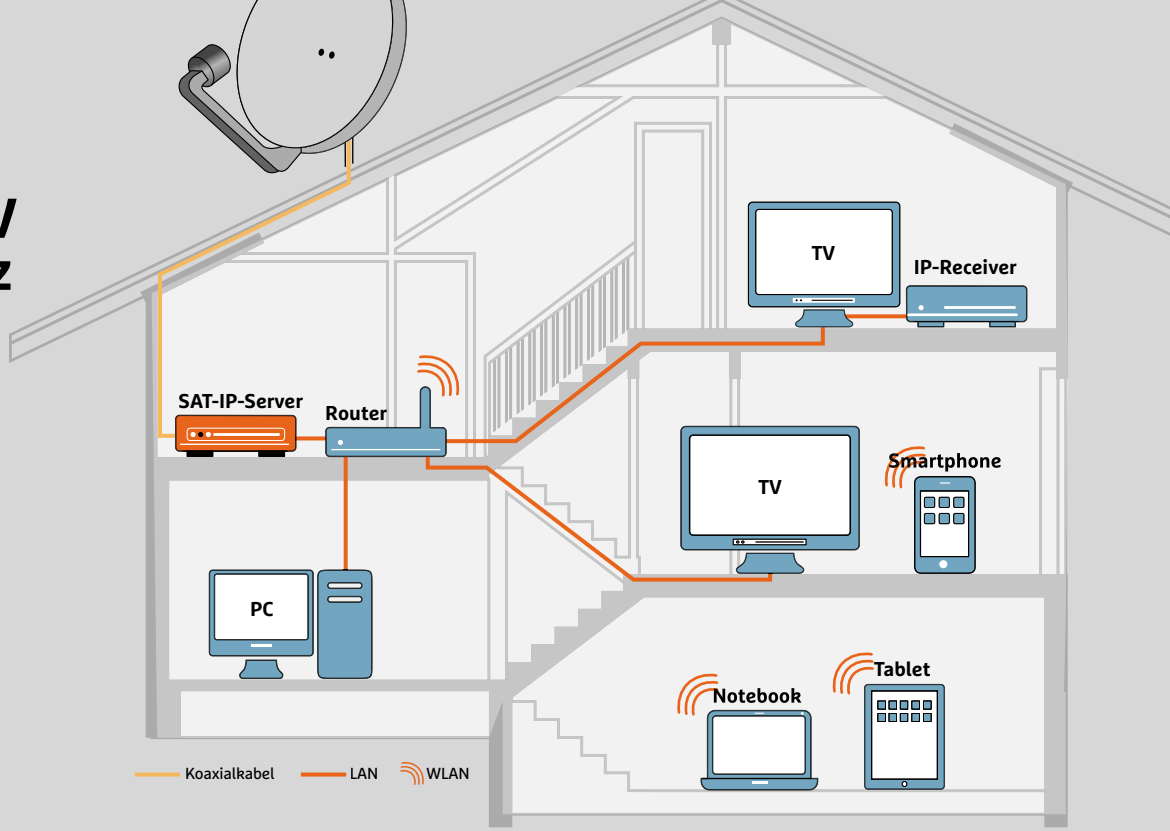 TV
IP-Receiver
SAT-IP-Server
Router
TV
Smartphone
PC
Tablet
Notebook
Koaxialkabel
LAN
WLAN